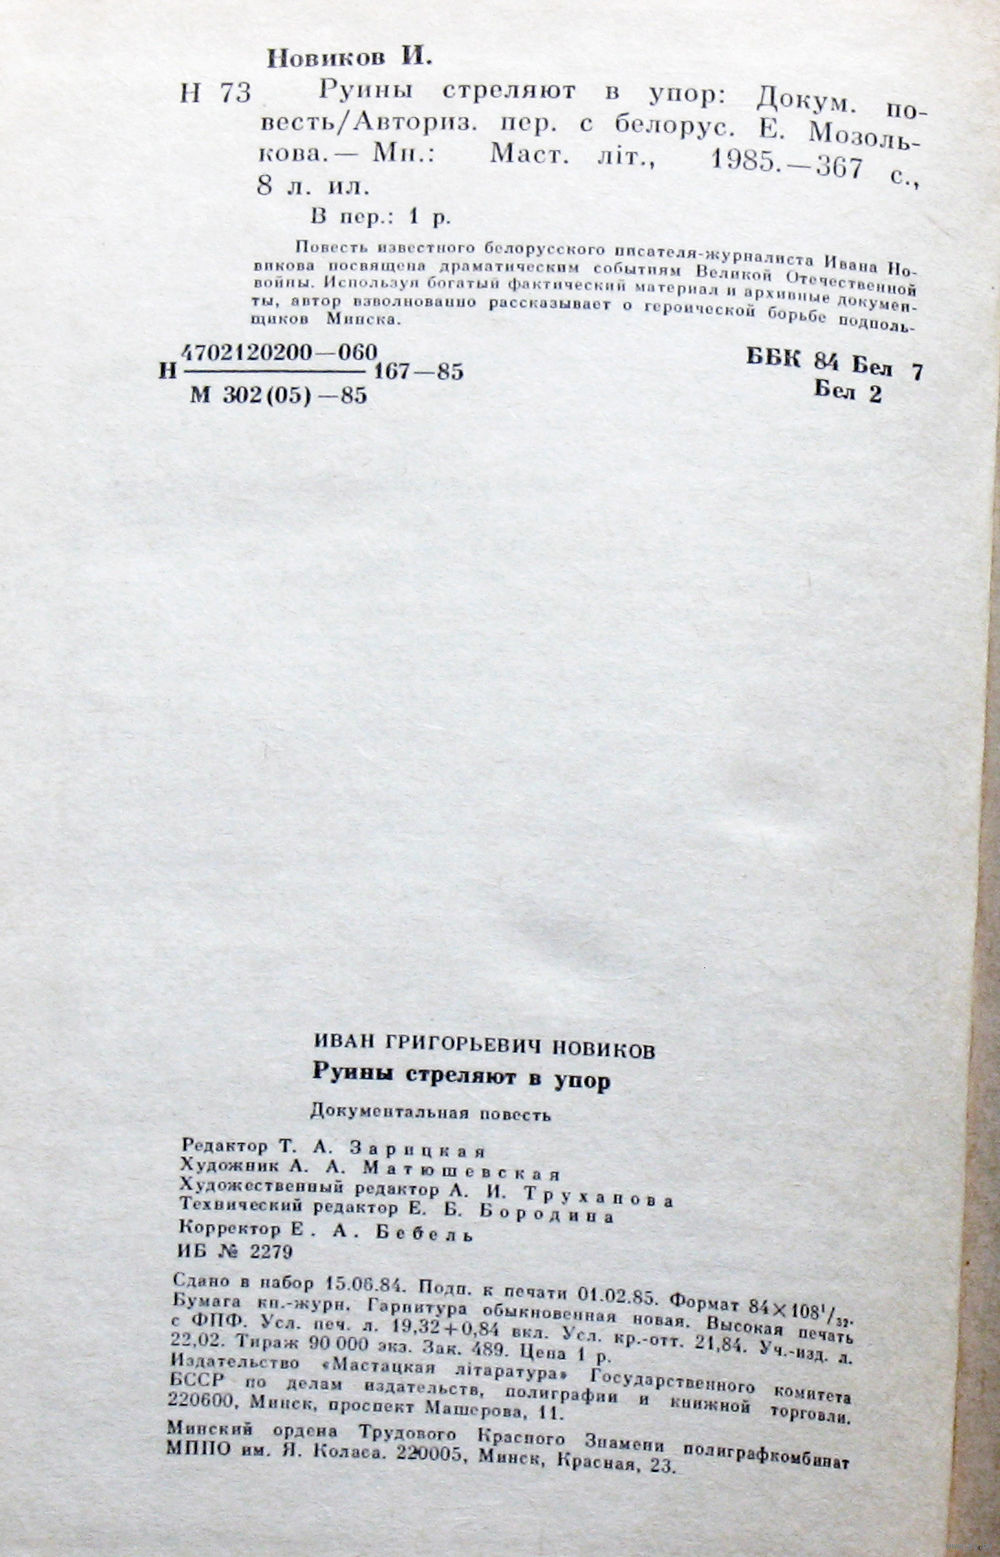 Новиков И.
Н 73 Руины стреляют в упор: Докум. по-
весть/Авториз. пер. с белорус. Е. Мозоль-
кова.— Мн.: Маст. літ., 1985.—367 с.,
8 л. ил.
В пер.: 1 р.
Повесть известного белорусского писателя-журналиста Ивана Но-
викова посвящена драматическим событиям Великой Отечественной
войны. Используя богатый фактический материал и архивные докумен-
ты, автор взволнованно рассказывает о героической борьбе подполь-
щиков Минска.
4702120200—060
Н 167—85
М 302(05)—85
ББК 84 Бел 7
Бел 2
ИВАН ГРИГОРЬЕВИЧ НОВИКОВ
Руины стреляют в упор
Документальная повесть
Редактор Т. А. Зарицкая
Художник А. А. Матюшевская
Художественный редактор А. И. Труханова
Технический редактор Е. Б. Бородина
Корректор Е. А. Бебель
ИБ № 2279
Сдано в набор 15.06.84. Подп. к печати 01.02.85. Формат 84×108¹/₃₂.
Бумага кн.-журн. Гарнитура обыкновенная новая. Высокая печать
с ФПФ. Усл. печ. л. 19,32+0,84 вкл. Усл. кр.-отт. 21,84. Уч.-изд. л.
22,02. Тираж 90 000 экз. Зак. 489. Цена 1 р.
Издательство «Мастацкая літаратура» Государственного комитета
БССР по делам издательств, полиграфии и книжной торговли.
220600, Минск, проспект Машерова, 11.
Минский ордена Трудового Красного Знамени полиграфкомбинат
МППО им. Я. Коласа. 220005, Минск, Красная, 23.